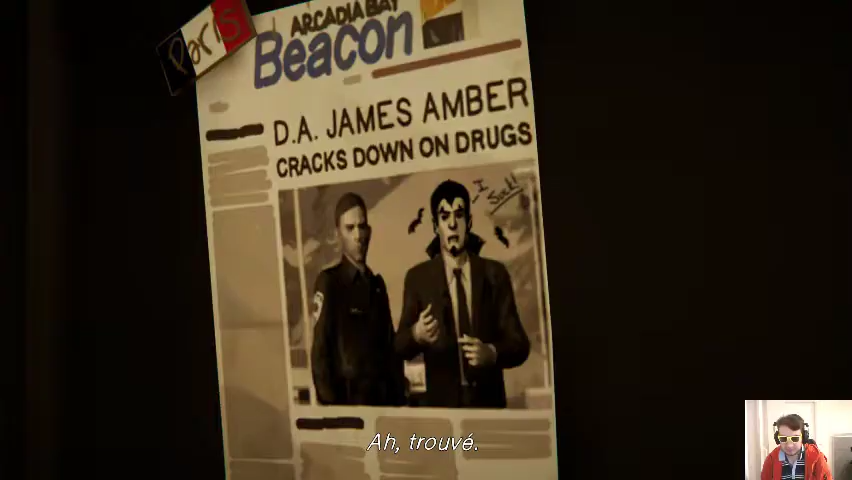 Paris
ARCADIA BAY
Beacon
D.A. JAMES AMBER
CRACKS DOWN ON DRUGS
I
Suck!
Ah, trouvé.